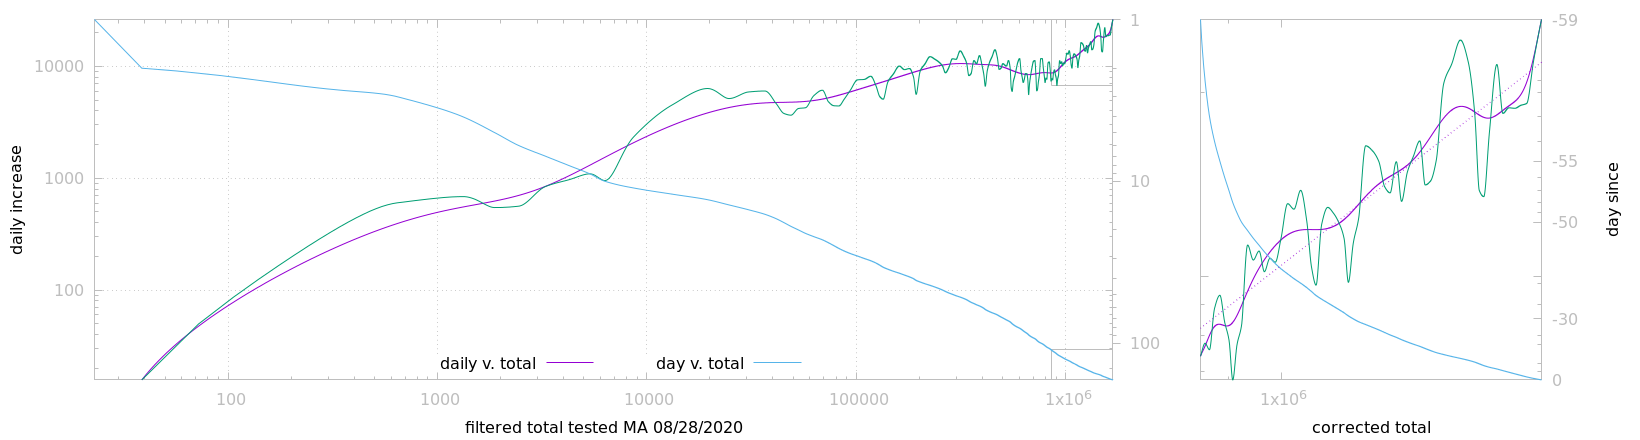 daily increase
10000
1000
100
100
1000
10000
100000
1x10⁶
filtered total tested MA 08/28/2020
daily v. total
day v. total
1
10
100
1x10⁶
corrected total
-59
-55
-50
-30
0
day since